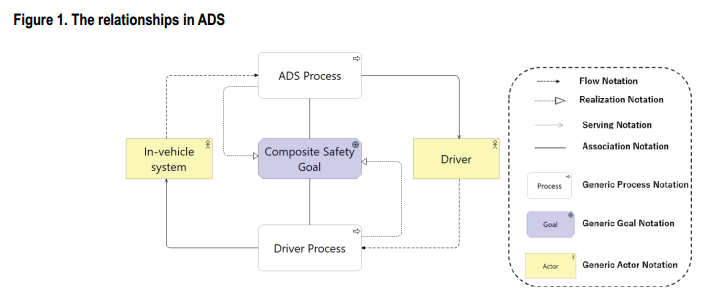 Figure 1. The relationships in ADS
ADS Process
In-vehicle
system
Composite Safety
Goal
Driver
Driver Process
Flow Notation
Realization Notation
Serving Notation
Association Notation
Process
Generic Process Notation
Goal
Generic Goal Notation
Actor
Generic Actor Notation